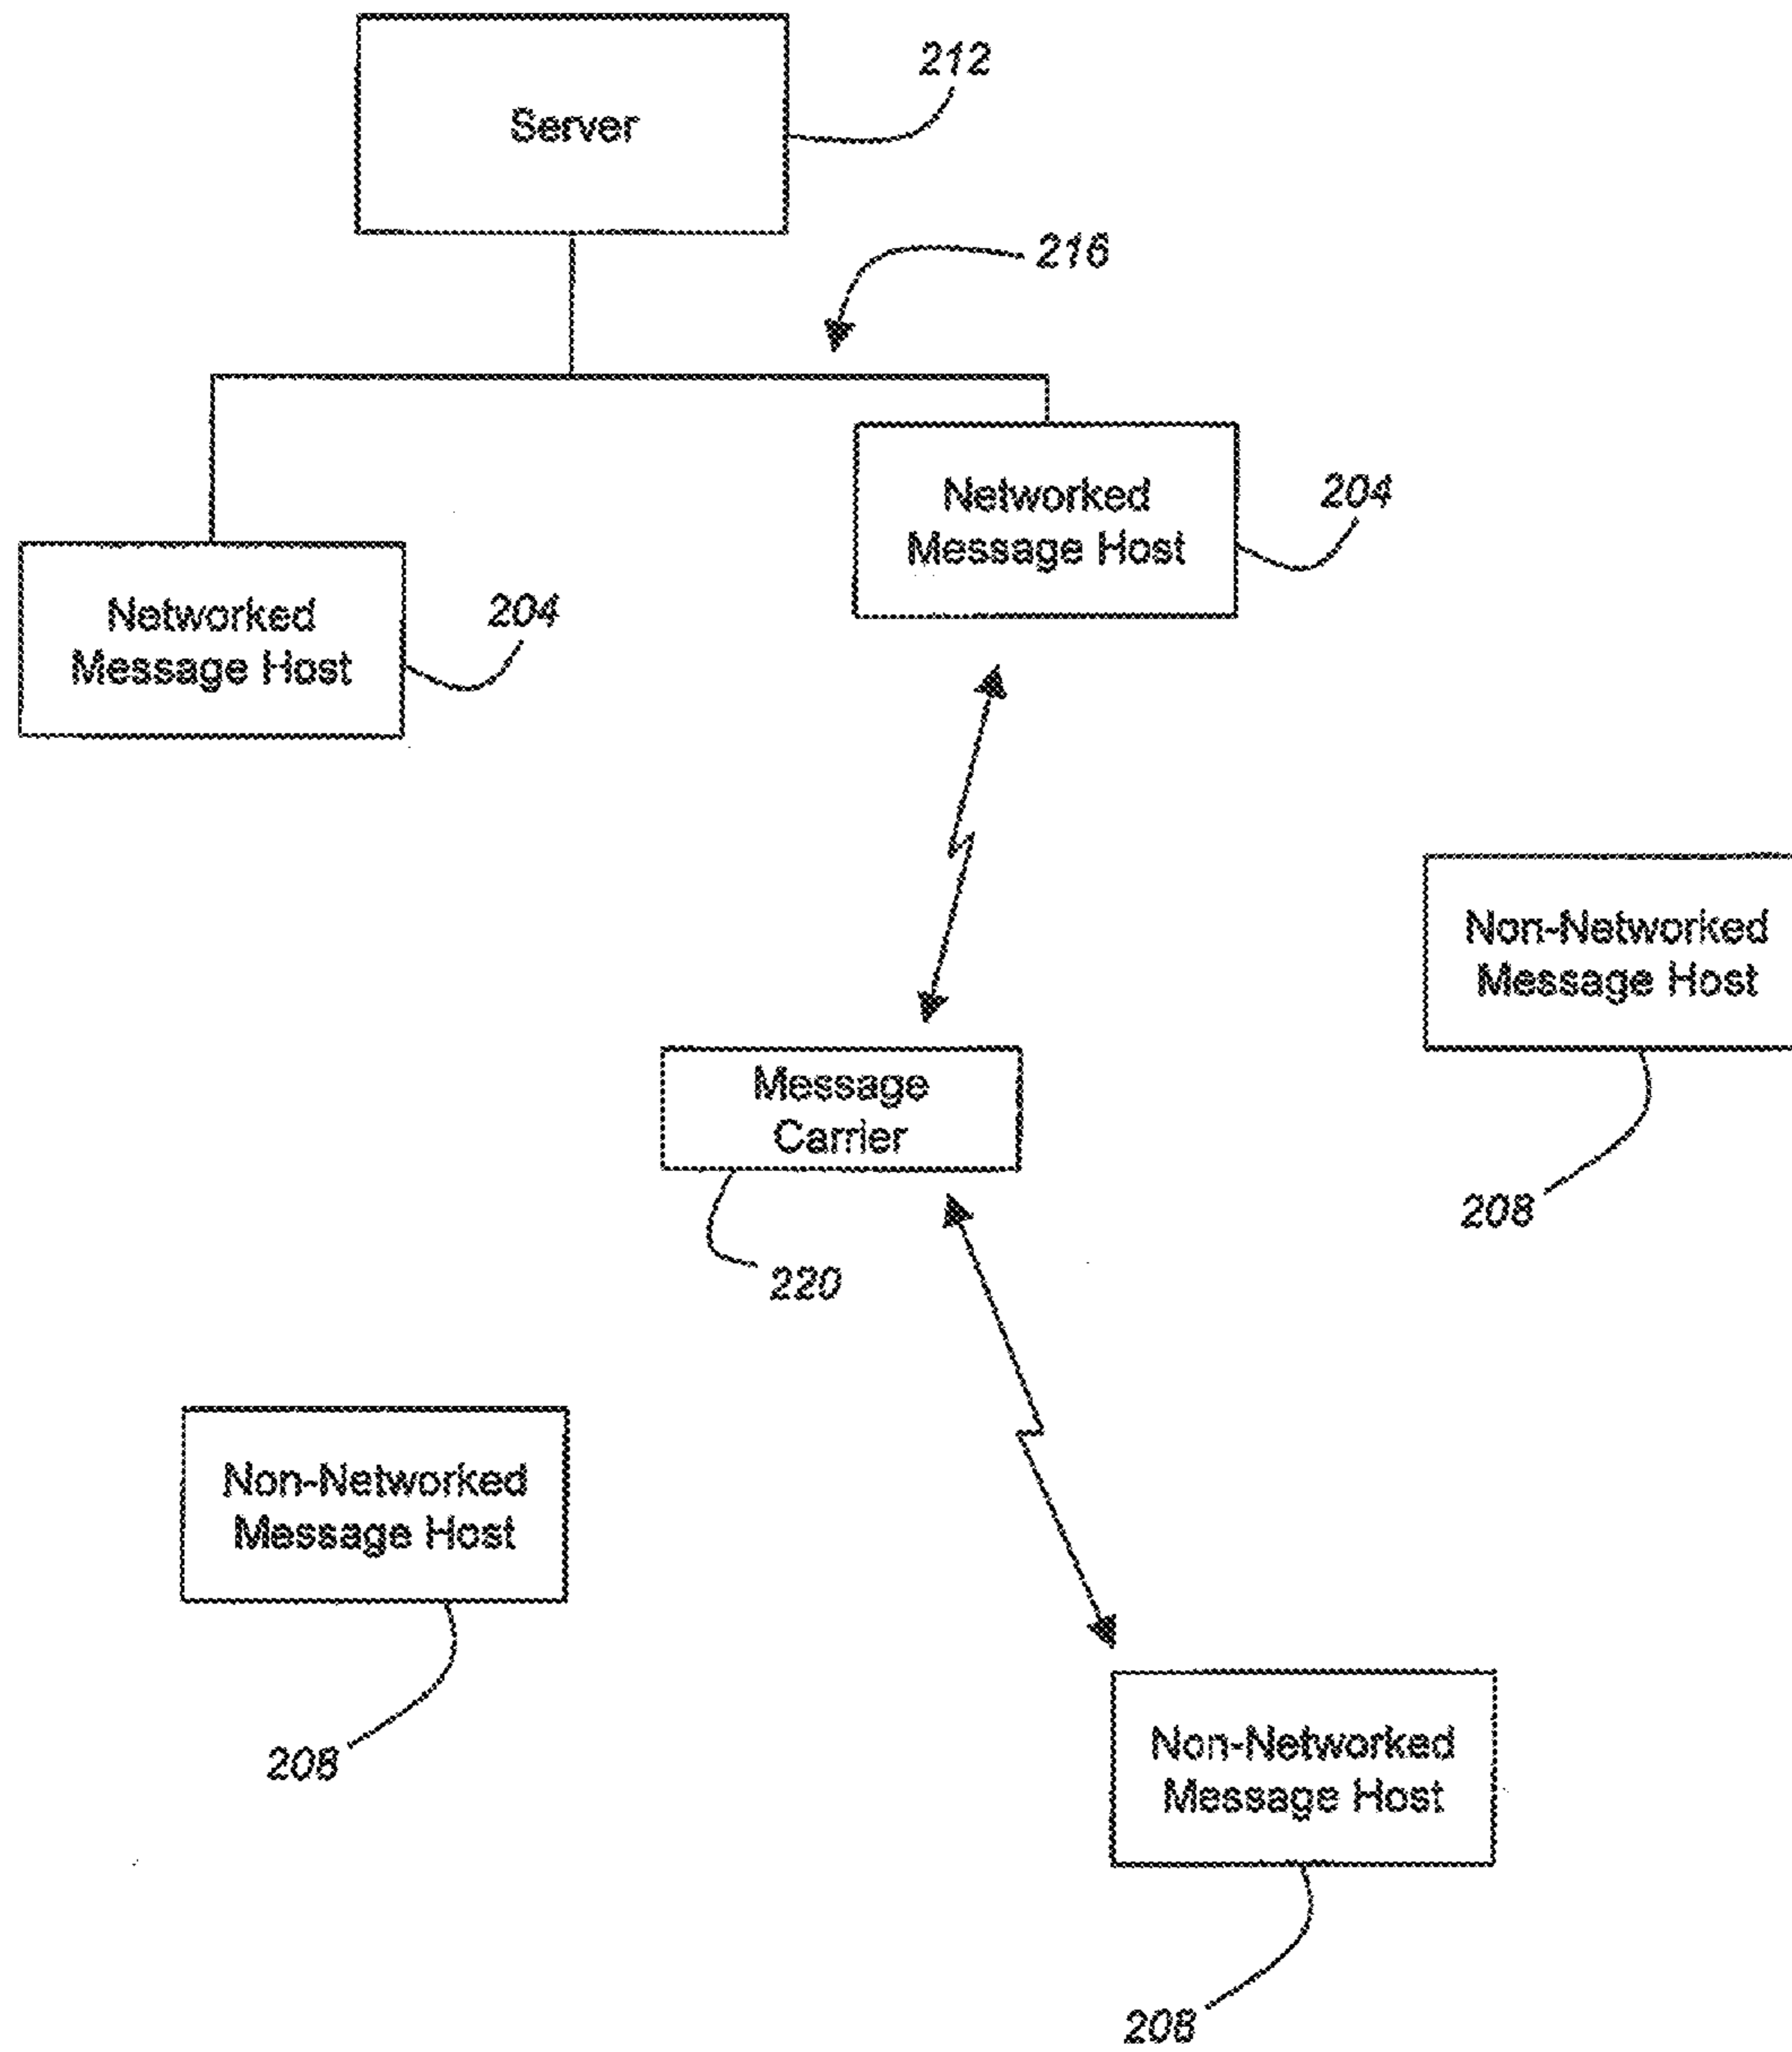 Server
212
216
Networked
Message Host
204
Networked
Message Host
204
Non-Networked
Message Host
208
Message
Carrier
220
Non-Networked
Message Host
208
Non-Networked
Message Host
208